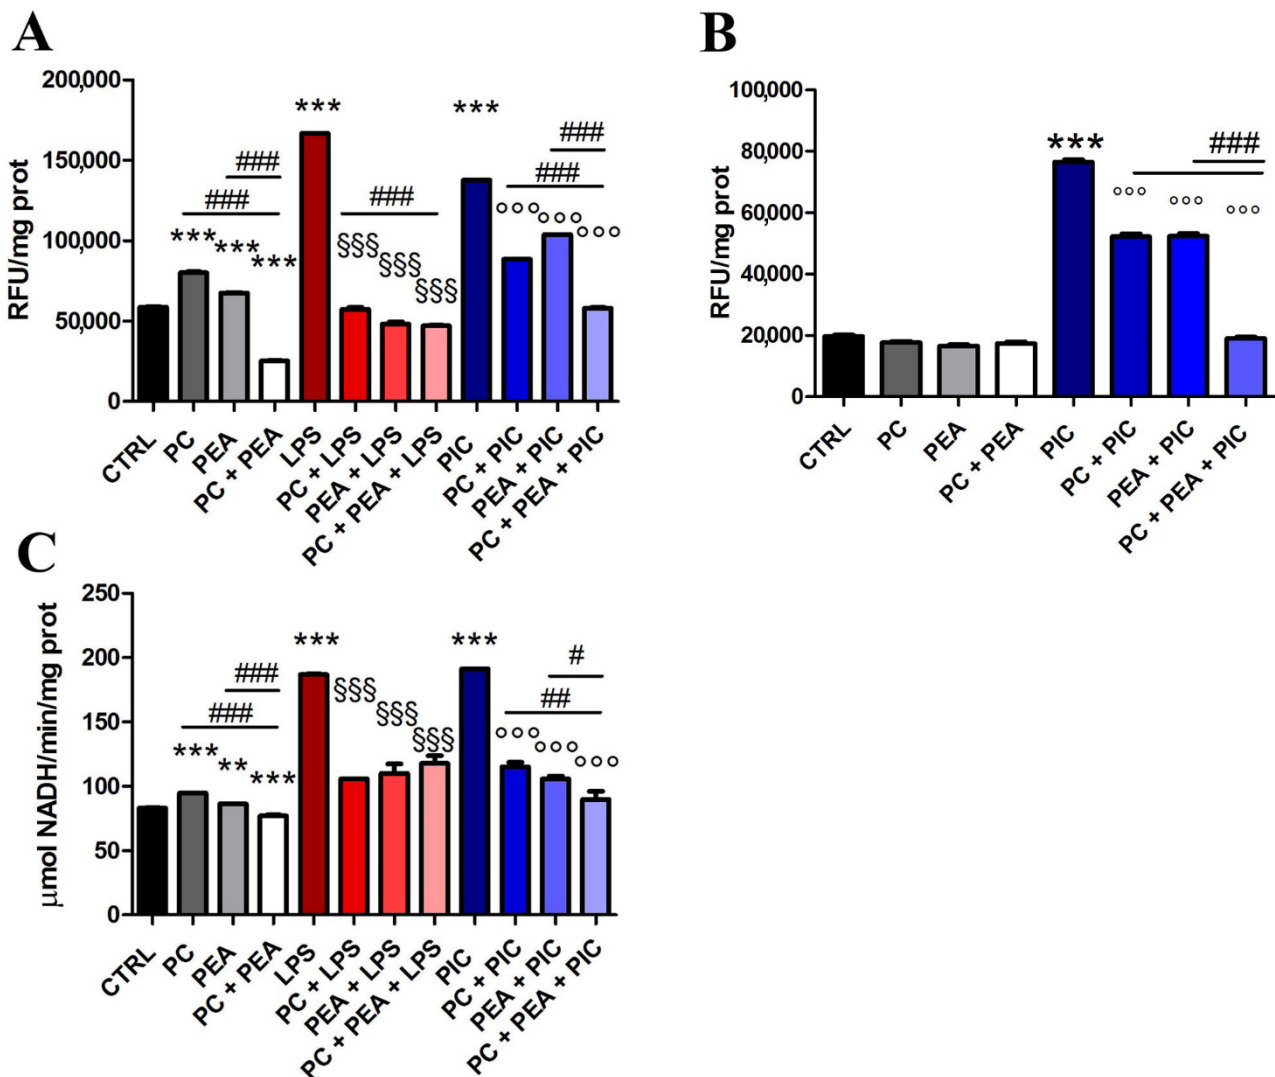 A
RFU/mg prot
200,000
150,000
100,000
50,000
0
***
***
###
###
###
###
###
***
***
***
§§§
§§§
§§§
°°°
°°°
°°°
CTRL
PC
PEA
PC + PEA
LPS
PC + LPS
PEA + LPS
PC + PEA + LPS
PIC
PC + PIC
PEA + PIC
PC + PEA + PIC
B
RFU/mg prot
100,000
80,000
60,000
40,000
20,000
0
***
###
°°°
°°°
°°°
CTRL
PC
PEA
PC + PEA
PIC
PC + PIC
PEA + PIC
PC + PEA + PIC
C
µmol NADH/min/mg prot
250
200
150
100
50
0
***
***
#
###
##
###
***
**
***
§§§
§§§
§§§
°°°
°°°
°°°
CTRL
PC
PEA
PC + PEA
LPS
PC + LPS
PEA + LPS
PC + PEA + LPS
PIC
PC + PIC
PEA + PIC
PC + PEA + PIC